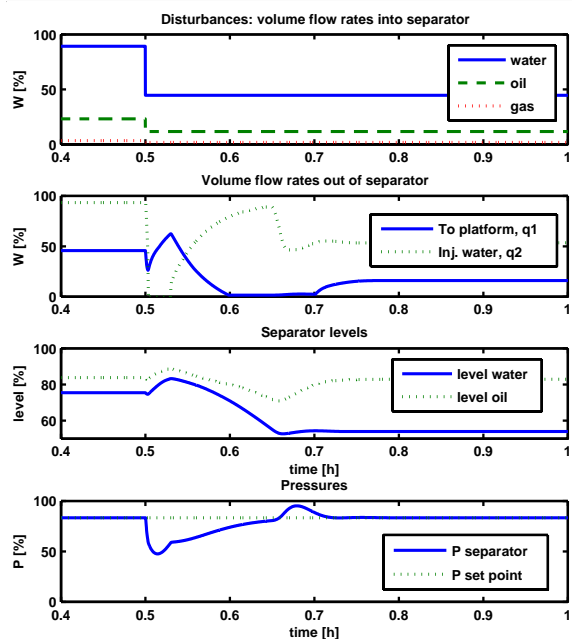 Disturbances: volume flow rates into separator
100
50
0
W [%]
water
oil
gas
0.4 0.5 0.6 0.7 0.8 0.9 1
Volume flow rates out of separator
100
50
0
W [%]
To platform, q1
Inj. water, q2
0.4 0.5 0.6 0.7 0.8 0.9 1
Separator levels
100
80
60
level [%]
level water
level oil
0.4 0.5 0.6 0.7 0.8 0.9 1
time [h]
Pressures
100
50
0
P [%]
P separator
P set point
0.4 0.5 0.6 0.7 0.8 0.9 1
time [h]